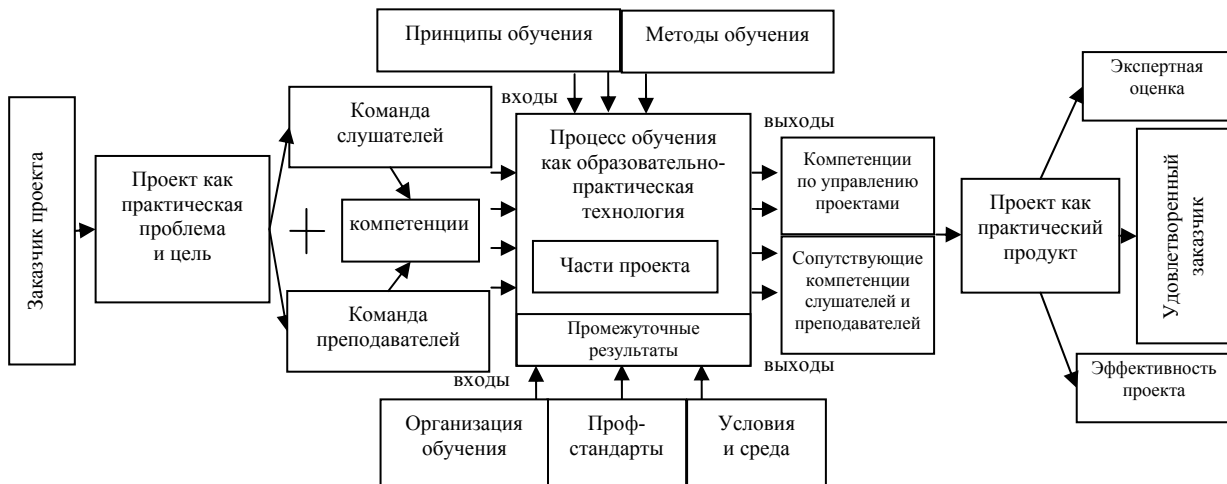 Принципы обучения
Методы обучения
Экспертная
оценка
входы
выходы
Заказчик проекта
Проект как
практическая
проблема
и цель
Команда
слушателей
компетенции
Команда
преподавателей
Процесс обучения
как образовательно-
практическая
технология
Части проекта
Промежуточные
результаты
Компетенции
по управлению
проектами
Сопутствующие
компетенции
слушателей и
преподавателей
Проект как
практический
продукт
Удовлетворенный
заказчик
входы
выходы
Эффективность
проекта
Организация
обучения
Проф-
стандарты
Условия
и среда